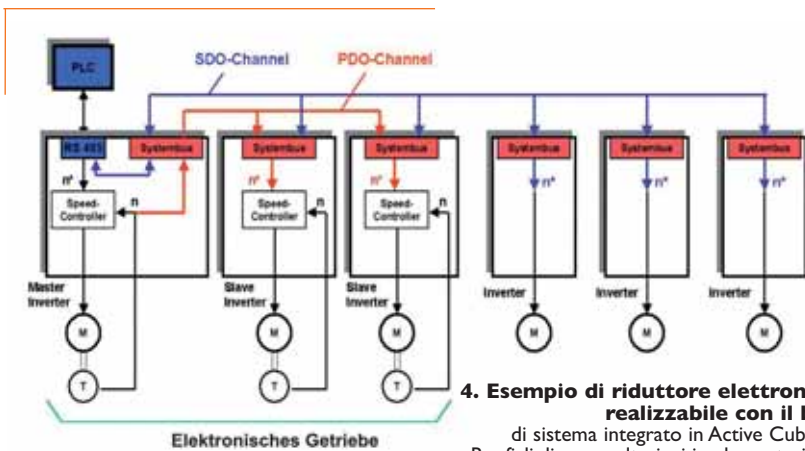 SDO-Channel
PDO-Channel
PLC
RS 485
Systembus
Systembus
Systembus
Systembus
Systembus
Systembus
n*
n*
n*
n*
n*
n*
Speed-
Controller
n
Speed-
Controller
n
Speed-
Controller
n
Master
Inverter
Slave
Inverter
Slave
Inverter
Inverter
Inverter
Inverter
M
M
M
M
M
M
T
T
T
Elektronisches Getriebe
4. Esempio di riduttore elettron
realizzabile con il
di sistema integrato in Active Cub